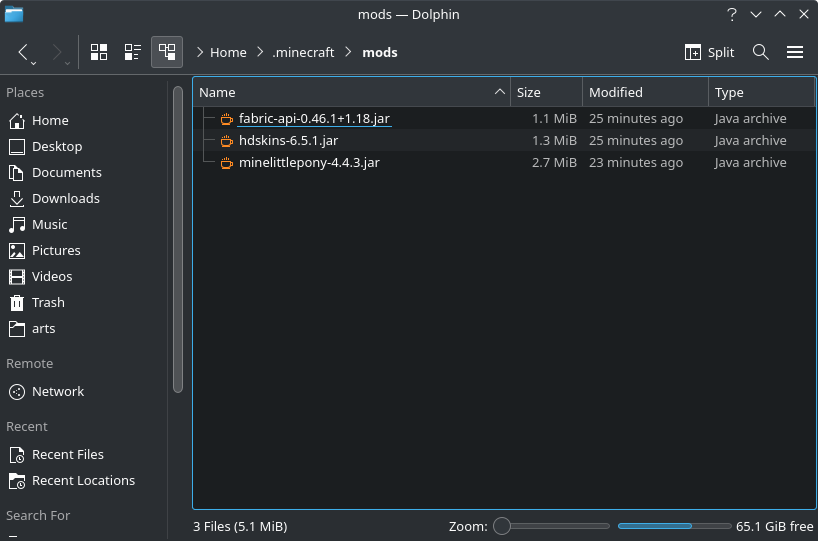 mods — Dolphin
Home .minecraft mods
Split
Places
Home
Desktop
Documents
Downloads
Music
Pictures
Videos
Trash
arts
Remote
Network
Recent
Recent Files
Recent Locations
Search For
Name Size Modified Type
fabric-api-0.46.1+1.18.jar 1.1 MiB 25 minutes ago Java archive
hdskins-6.5.1.jar 1.3 MiB 25 minutes ago Java archive
minelittlepony-4.4.3.jar 2.7 MiB 23 minutes ago Java archive
3 Files (5.1 MiB) Zoom: 65.1 GiB free